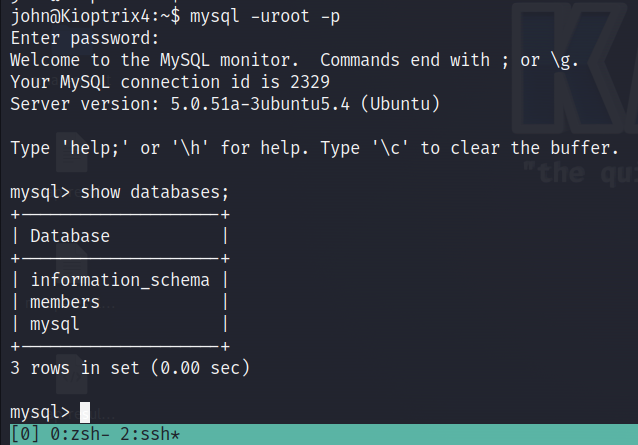 john@Kioptrix4:~$ mysql -uroot -p
Enter password:
Welcome to the MySQL monitor.  Commands end with ; or \g.
Your MySQL connection id is 2329
Server version: 5.0.51a-3ubuntu5.4 (Ubuntu)

Type 'help;' or '\h' for help. Type '\c' to clear the buffer.

mysql> show databases;
+--------------------+
| Database           |
+--------------------+
| information_schema |
| members            |
| mysql              |
+--------------------+
3 rows in set (0.00 sec)

mysql>
[0] 0:zsh- 2:ssh*
"the qu